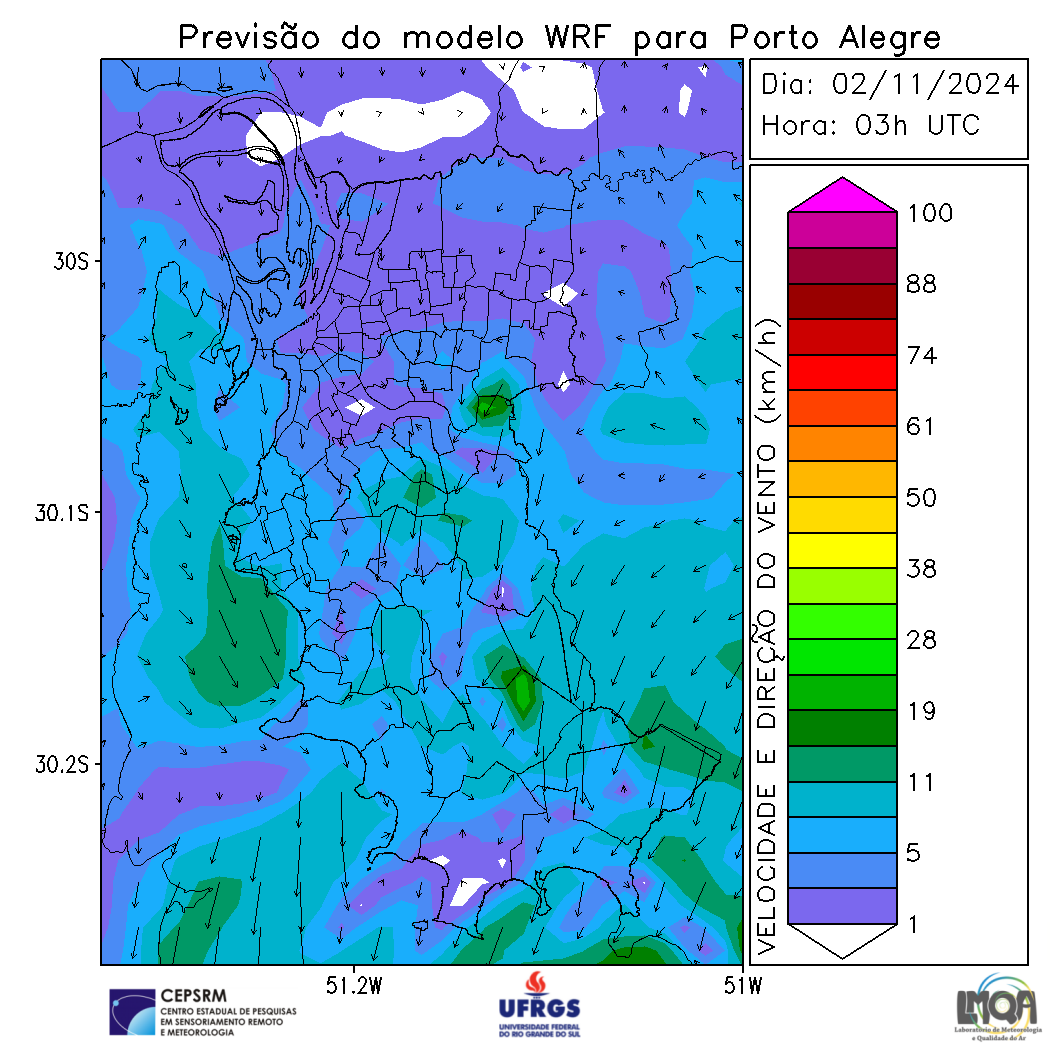 Previsão do modelo WRF para Porto Alegre
Dia: 02/11/2024
Hora: 03h UTC
30S
30.1S
30.2S
51.2W
51W
VELOCIDADE E DIREÇÃO DO VENTO (km/h)
100
88
74
61
50
38
28
19
11
5
1
CEPSRM
CENTRO ESTADUAL DE PESQUISAS
EM SENSORIAMENTO REMOTO
E METEOROLOGIA
UFRGS
UNIVERSIDADE FEDERAL
DO RIO GRANDE DO SUL
LMQA
Laboratório de Meteorologia
e Qualidade do Ar